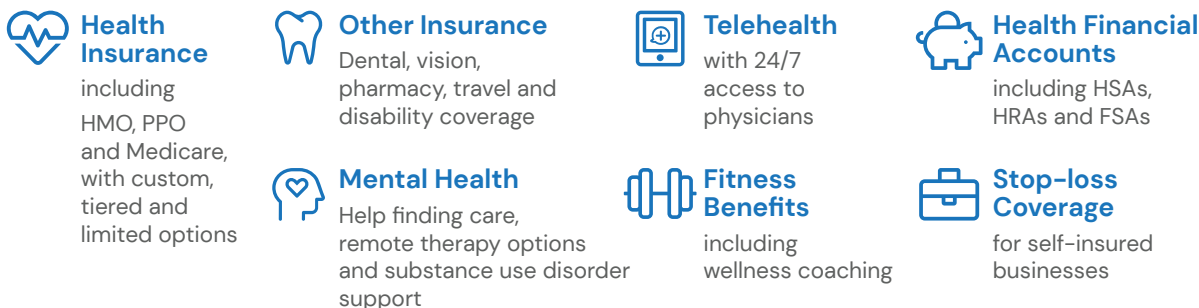 Health
Insurance
including
HMO, PPO
and Medicare,
with custom,
tiered and
limited options
Other Insurance
Dental, vision,
pharmacy, travel and
disability coverage
Telehealth
with 24/7
access to
physicians
Health Financial
Accounts
including HSAs,
HRAs and FSAs
Mental Health
Help finding care,
remote therapy options
and substance use disorder
support
Fitness
Benefits
including
wellness coaching
Stop-loss
Coverage
for self-insured
businesses